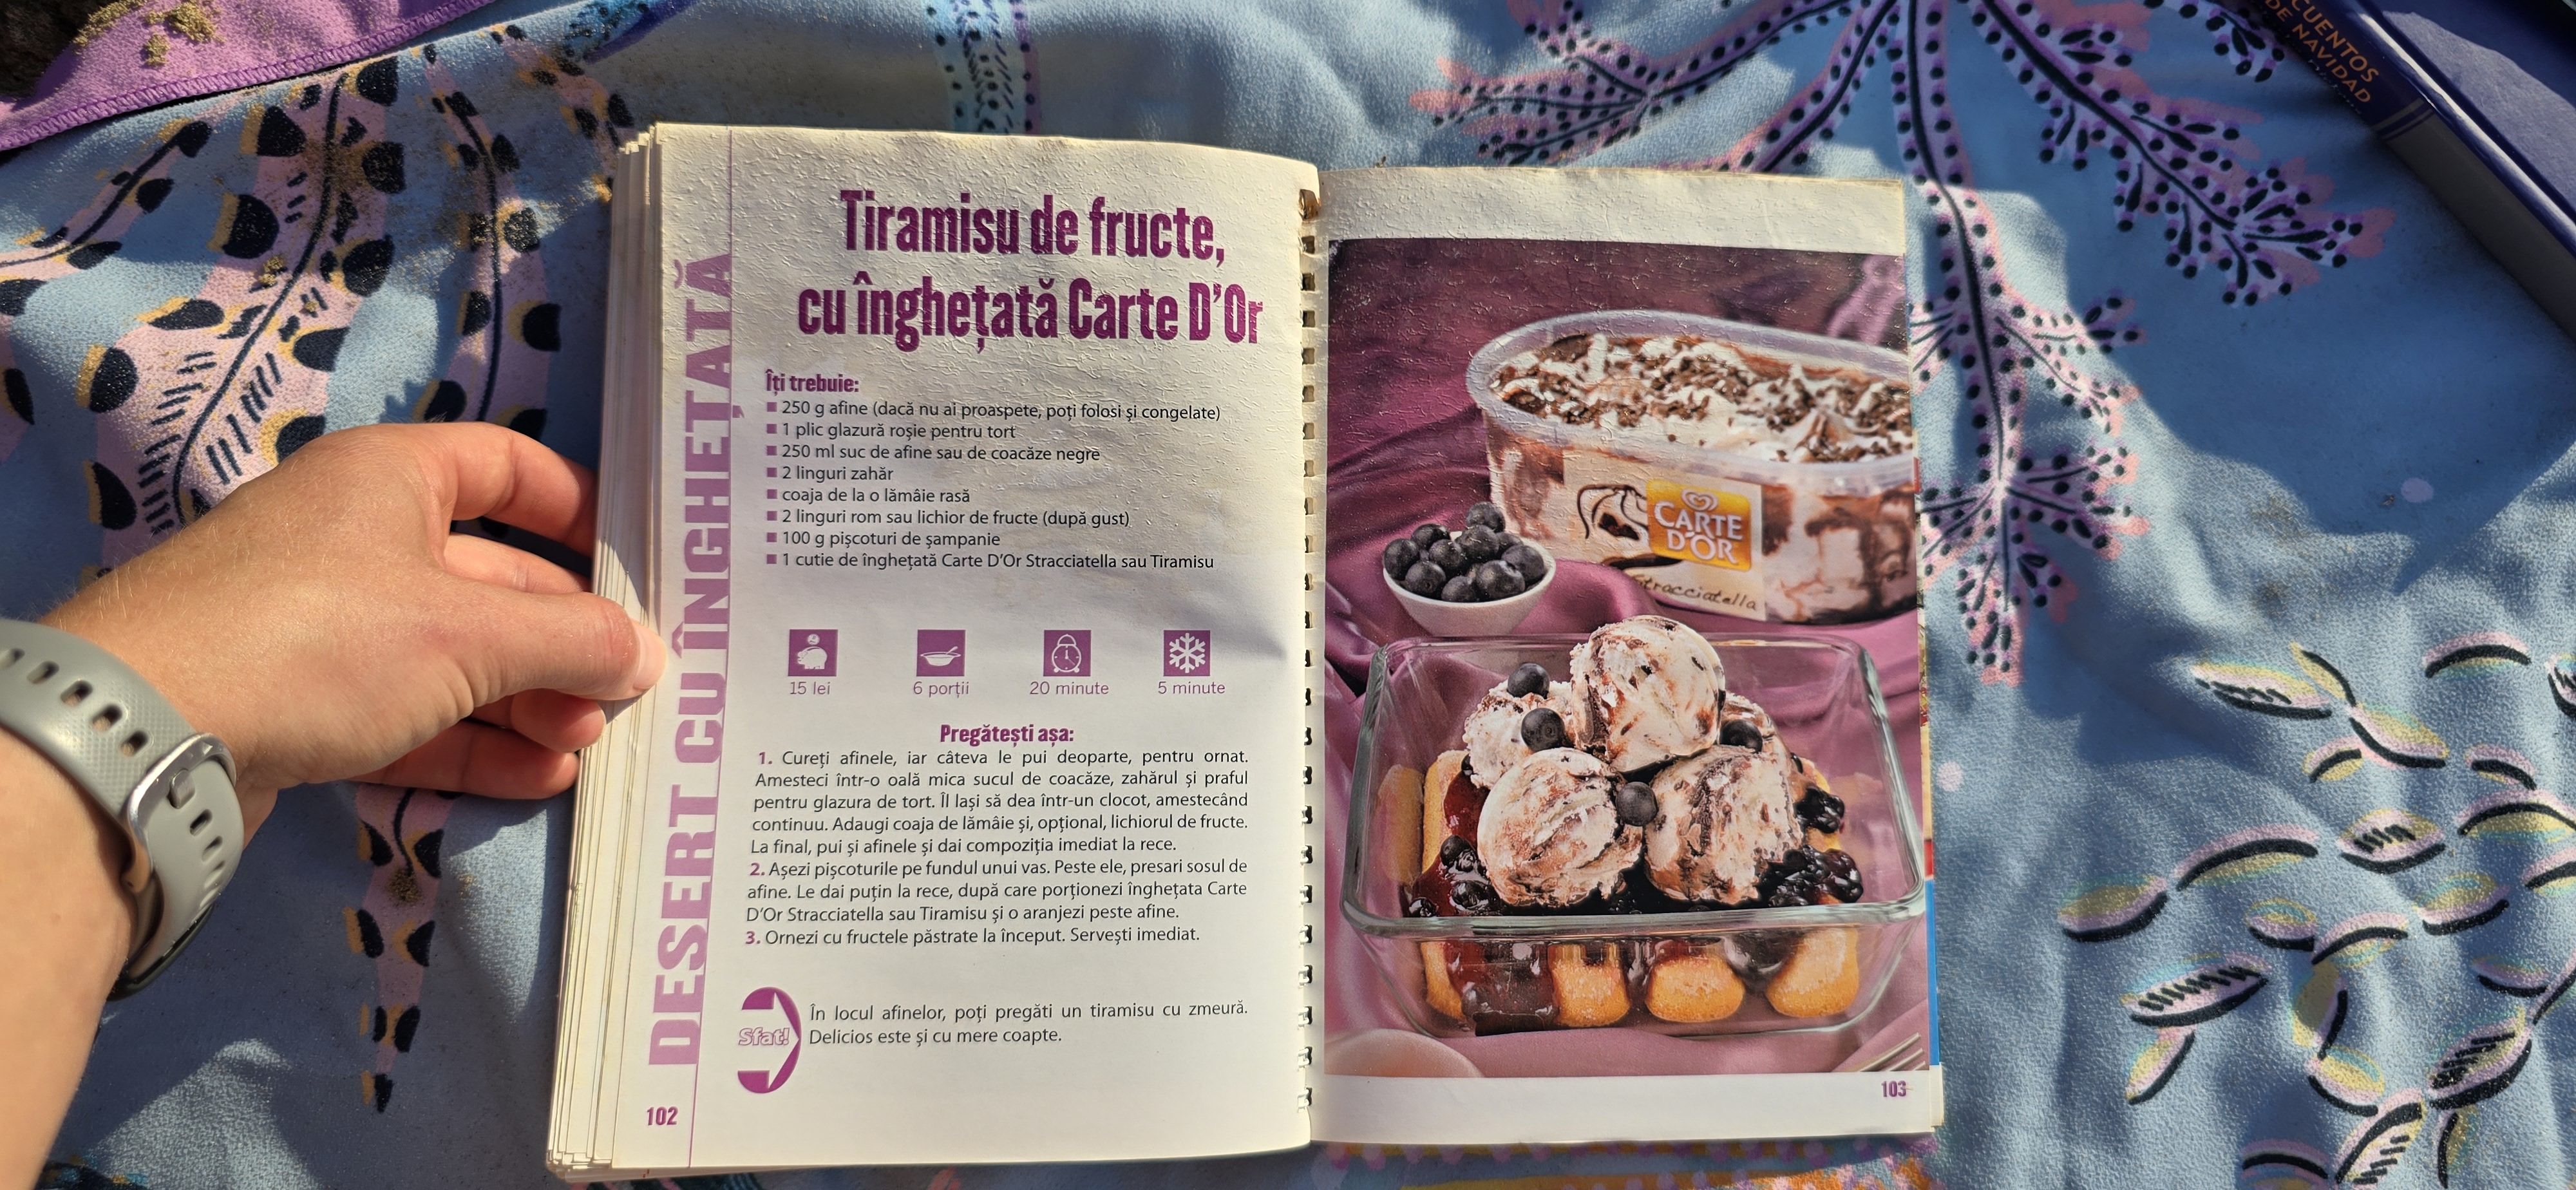 Tiramisu de fructe,
cu Înghețată Carte D'Or
Îți trebuie:
■ 250 g afine (dacă nu ai proaspete, poți folosi și congelate)
■ 1 plic glazură roșie pentru tort
■ 250 ml suc de afine sau de coacăze negre
■ 2 linguri zahăr
■ coaja de la o lămâie rasă
■ 2 linguri rom sau lichior de fructe (după gust)
■ 100 g pișcoturi de șampanie
■ 1 cutie de înghețată Carte D'Or Stracciatella sau Tiramisu
15 lei
6 porții
20 minute
5 minute
Pregătești așa:
1. Cureți afinele, iar câteva le pui deoparte, pentru ornat.
Amesteci într-o oală mica sucul de coacăze, zahărul și praful
pentru glazura de tort. Îl lași să dea într-un clocot, amestecând
continuu. Adaugi coaja de lămâie și, opțional, lichiorul de fructe.
La final, pui și afinele și dai compoziția imediat la rece.
2. Așezi pișcoturile pe fundul unui vas. Peste ele, presari sosul de
afine. Le dai puțin la rece, după care porționezi înghețata Carte
D'Or Stracciatella sau Tiramisu și o aranjezi peste afine.
3. Ornezi cu fructele păstrate la început. Servești imediat.
Sfat!
În locul afinelor, poți pregăti un tiramisu cu zmeură.
Delicios este și cu mere coapte.
DESERT CU ÎNGHEȚATĂ
102
CARTE
D'OR
stracciatella
103
CUENTOS
DE NAVIDAD